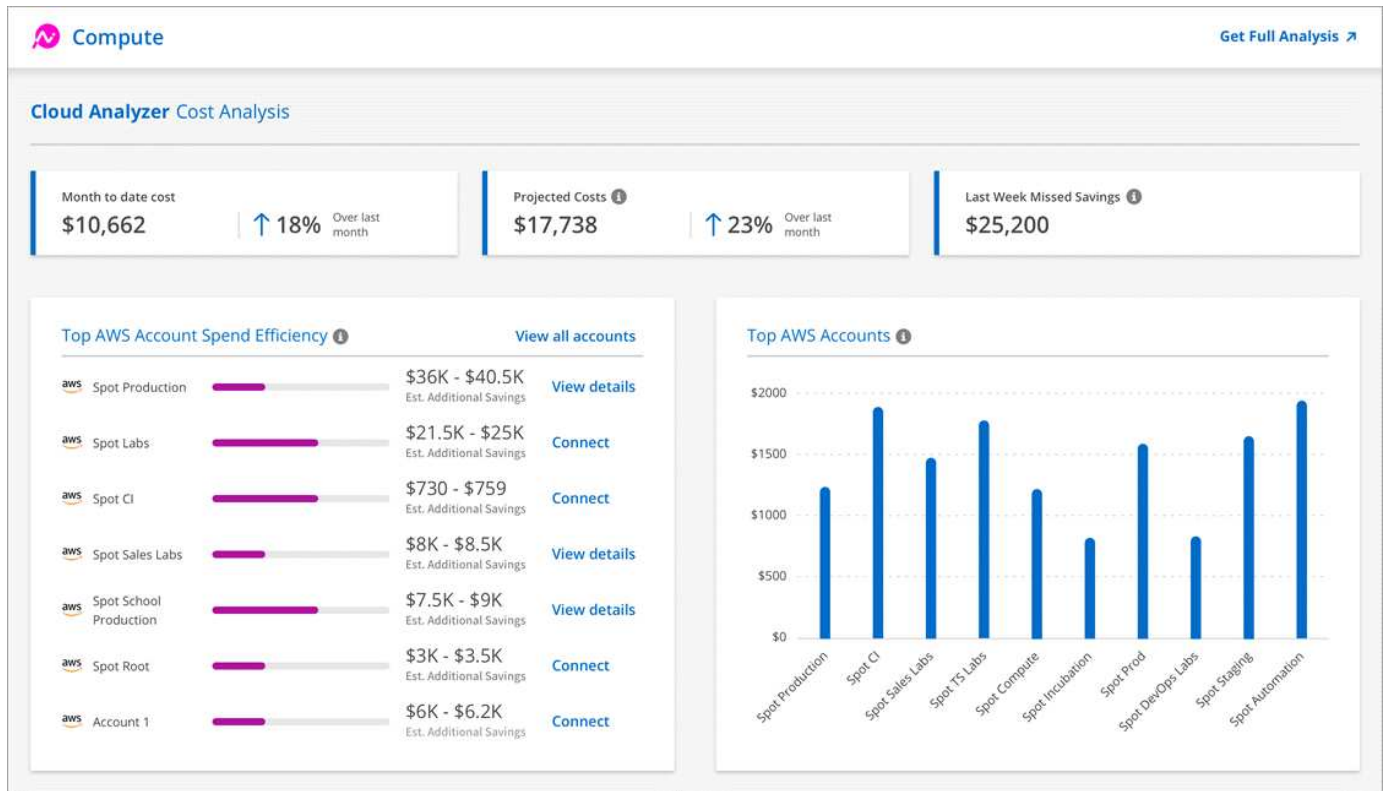 Compute
Get Full Analysis ↗
Cloud Analyzer Cost Analysis
Month to date cost
$10,662
↑ 18%
Over last
month
Projected Costs
$17,738
↑ 23%
Over last
month
Last Week Missed Savings
$25,200
Top AWS Account Spend Efficiency
View all accounts
aws Spot Production
$36K - $40.5K
Est. Additional Savings
View details
aws Spot Labs
$21.5K - $25K
Est. Additional Savings
Connect
aws Spot CI
$730 - $759
Est. Additional Savings
Connect
aws Spot Sales Labs
$8K - $8.5K
Est. Additional Savings
View details
aws Spot School
Production
$7.5K - $9K
Est. Additional Savings
View details
aws Spot Root
$3K - $3.5K
Est. Additional Savings
Connect
aws Account 1
$6K - $6.2K
Est. Additional Savings
Connect
Top AWS Accounts
$2000
$1500
$1000
$500
$0
Spot Production
Spot CI
Spot Sales Labs
Spot TS Labs
Spot Compute
Spot Incubation
Spot Prod
Spot DevOps Labs
Spot Staging
Spot Automation